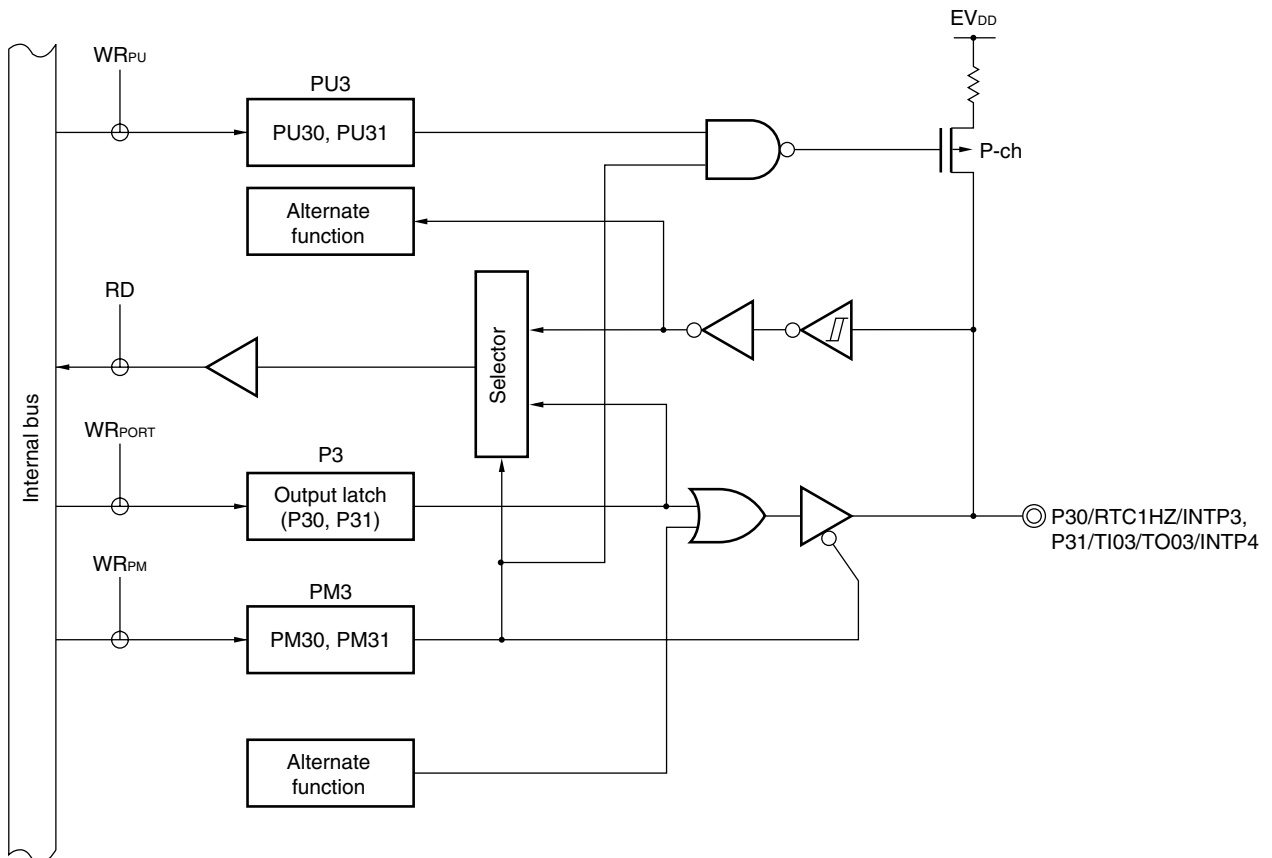 EVDD
WRPU
PU3
PU30, PU31
P-ch
Alternate
function
RD
Selector
Internal bus
WRPORT
P3
Output latch
(P30, P31)
P30/RTC1HZ/INTP3,
P31/TI03/TO03/INTP4
WRPM
PM3
PM30, PM31
Alternate
function